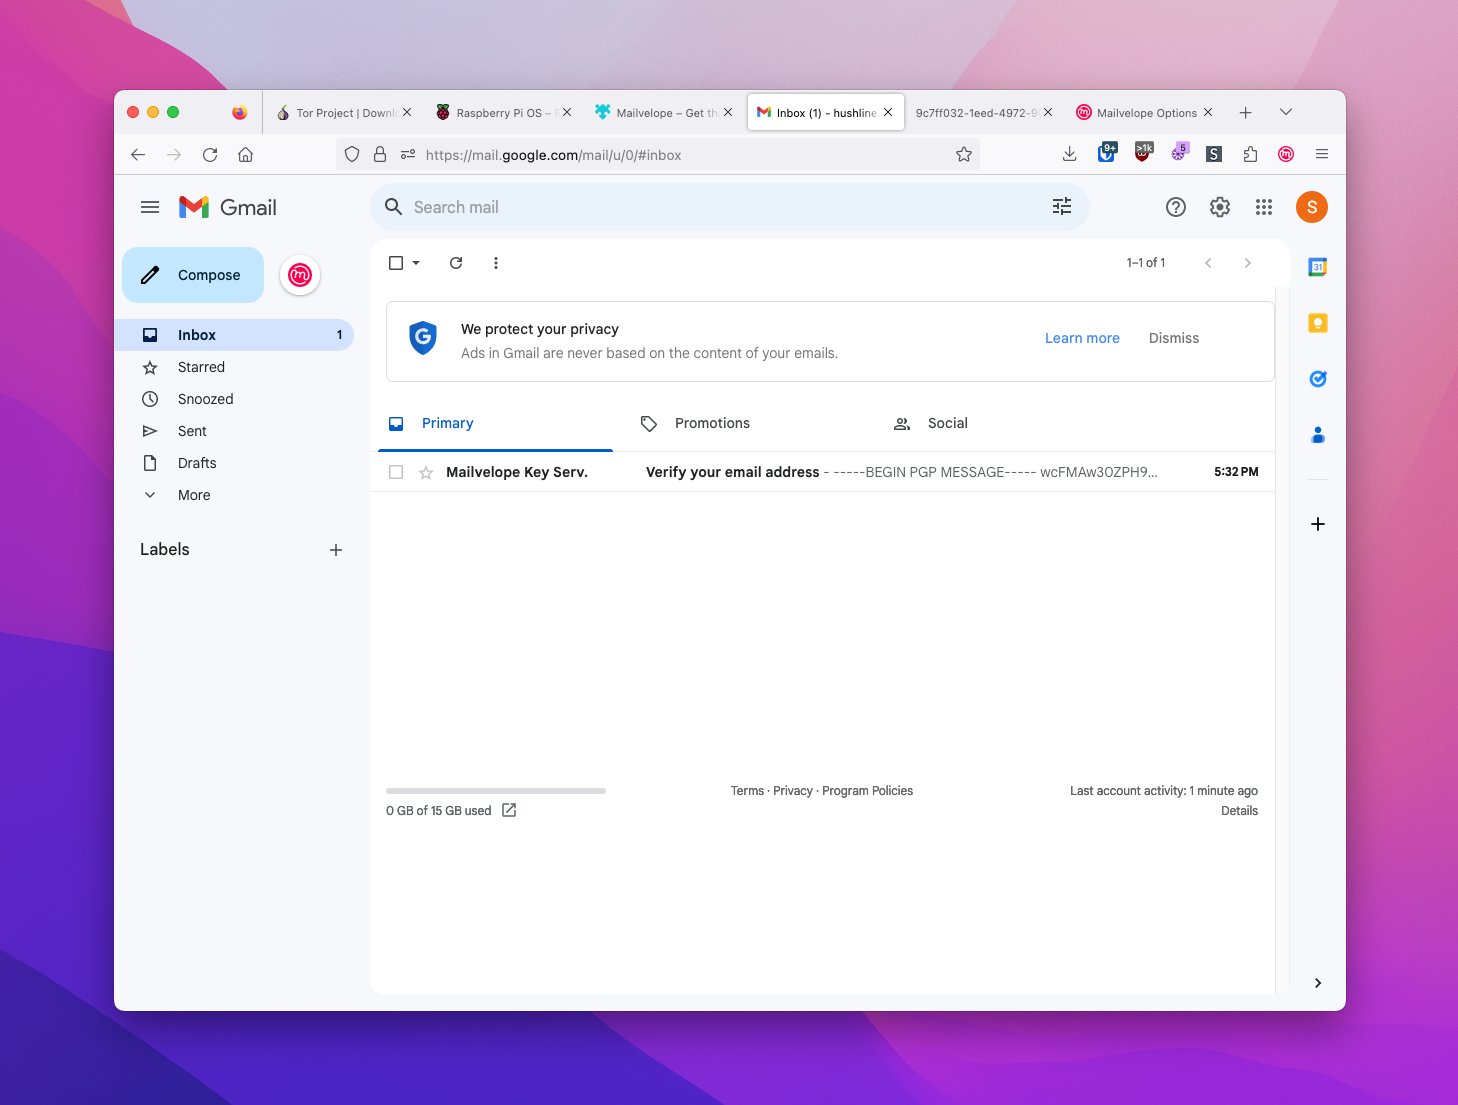 Tor Project | Downl
Raspberry Pi OS –
Mailvelope – Get th
Inbox (1) - hushline.
9c7ff032-1eed-4972-9
Mailvelope Options
https://mail.google.com/mail/u/0/#inbox
9+
>1k
5
S
Gmail
Search mail
S
Compose
1–1 of 1
31
We protect your privacy
Ads in Gmail are never based on the content of your emails.
Learn more
Dismiss
Inbox
1
Starred
Snoozed
Sent
Drafts
More
Labels
Primary
Promotions
Social
Mailvelope Key Serv.
Verify your email address - -----BEGIN PGP MESSAGE----- wcFMAw3OZPH9...
5:32 PM
0 GB of 15 GB used
Terms · Privacy · Program Policies
Last account activity: 1 minute ago
Details